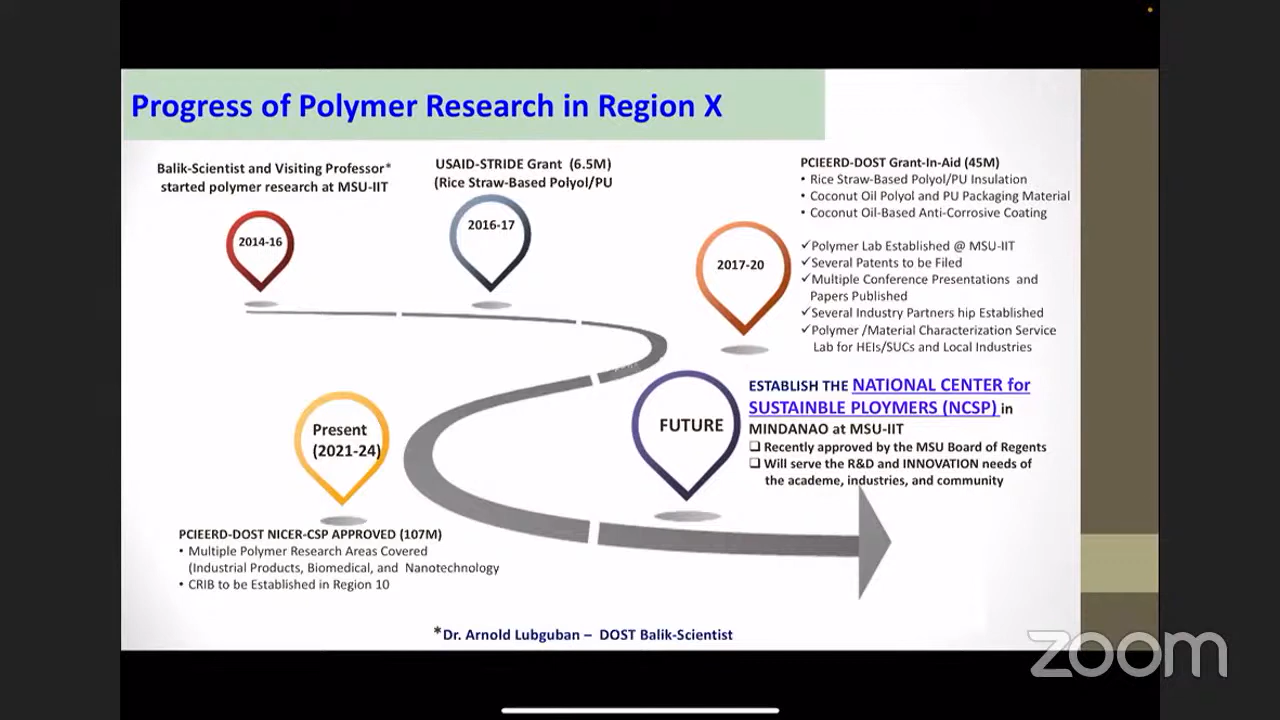 Progress of Polymer Research in Region X
Balik-Scientist and Visiting Professor*
started polymer research at MSU-IIT
2014-16
USAID-STRIDE Grant (6.5M)
(Rice Straw-Based Polyol/PU
2016-17
2017-20
PCIEERD-DOST Grant-In-Aid (45M)
• Rice Straw-Based Polyol/PU Insulation
• Coconut Oil Polyol and PU Packaging Material
• Coconut Oil-Based Anti-Corrosive Coating
✓Polymer Lab Established @ MSU-IIT
✓Several Patents to be Filed
✓Multiple Conference Presentations and
Papers Published
✓Several Industry Partners hip Established
✓Polymer /Material Characterization Service
Lab for HEIs/SUCs and Local Industries
Present
(2021-24)
PCIEERD-DOST NICER-CSP APPROVED (107M)
• Multiple Polymer Research Areas Covered
(Industrial Products, Biomedical, and Nanotechnology
• CRIB to be Established in Region 10
FUTURE
ESTABLISH THE NATIONAL CENTER for
SUSTAINBLE PLOYMERS (NCSP) in
MINDANAO at MSU-IIT
❑ Recently approved by the MSU Board of Regents
❑ Will serve the R&D and INNOVATION needs of
the academe, industries, and community
*Dr. Arnold Lubguban – DOST Balik-Scientist
zoom